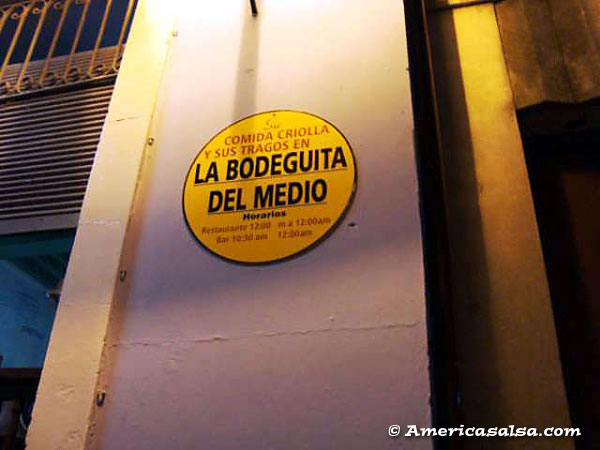 Su
COMIDA CRIOLLA
Y SUS TRAGOS EN
LA BODEGUITA
DEL MEDIO
Horarios
Restaurante 12:00 m a 12:00am
Bar 10:30 am 12:00am
© Americasalsa.com